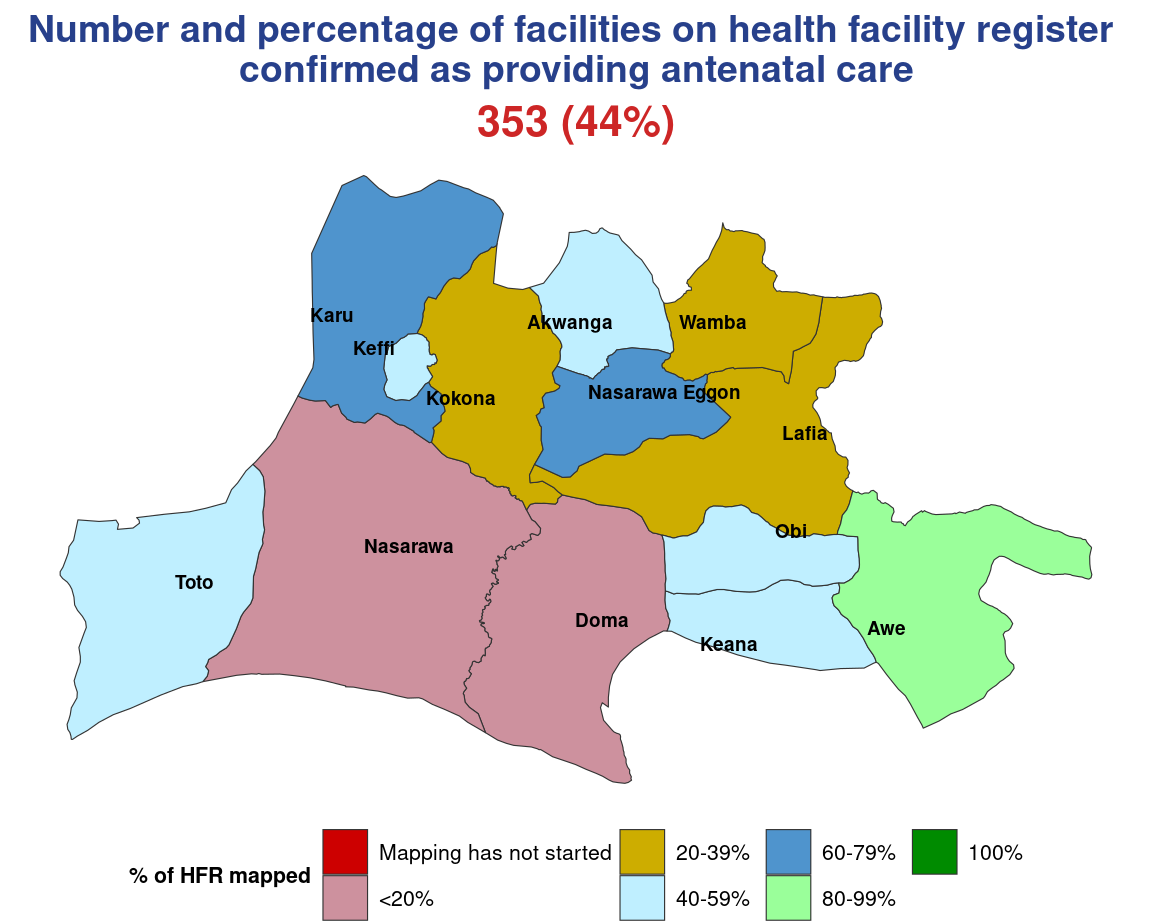 Number and percentage of facilities on health facility register
confirmed as providing antenatal care
353 (44%)
Karu
Keffi
Kokona
Akwanga
Wamba
Nasarawa Eggon
Lafia
Obi
Nasarawa
Toto
Doma
Keana
Awe
% of HFR mapped
Mapping has not started
<20%
20-39%
40-59%
60-79%
80-99%
100%